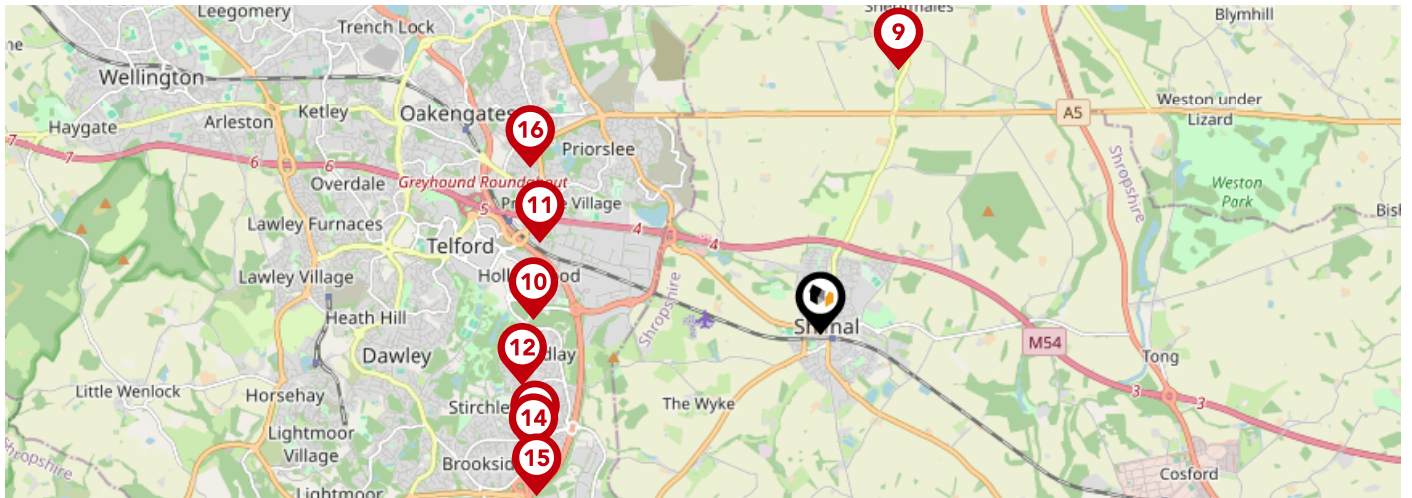 Leegomery
Trench Lock
9
Blymhill
Wellington
Ketley
Oakengates
Arleston
Haygate
16
Priorslee
A5
Weston under
Lizard
7
7
6
6
Overdale
Greyhound Roundabout
Shropshire
Weston
Park
11
Village
5
4
4
Lawley Furnaces
Telford
Lawley Village
10
Shropshire
Heath Hill
M54
12
Dawley
Tong
Little Wenlock
Horsehay
The Wyke
3
3
14
Lightmoor
Village
15
Cosford
Shropshire
Lightmoor